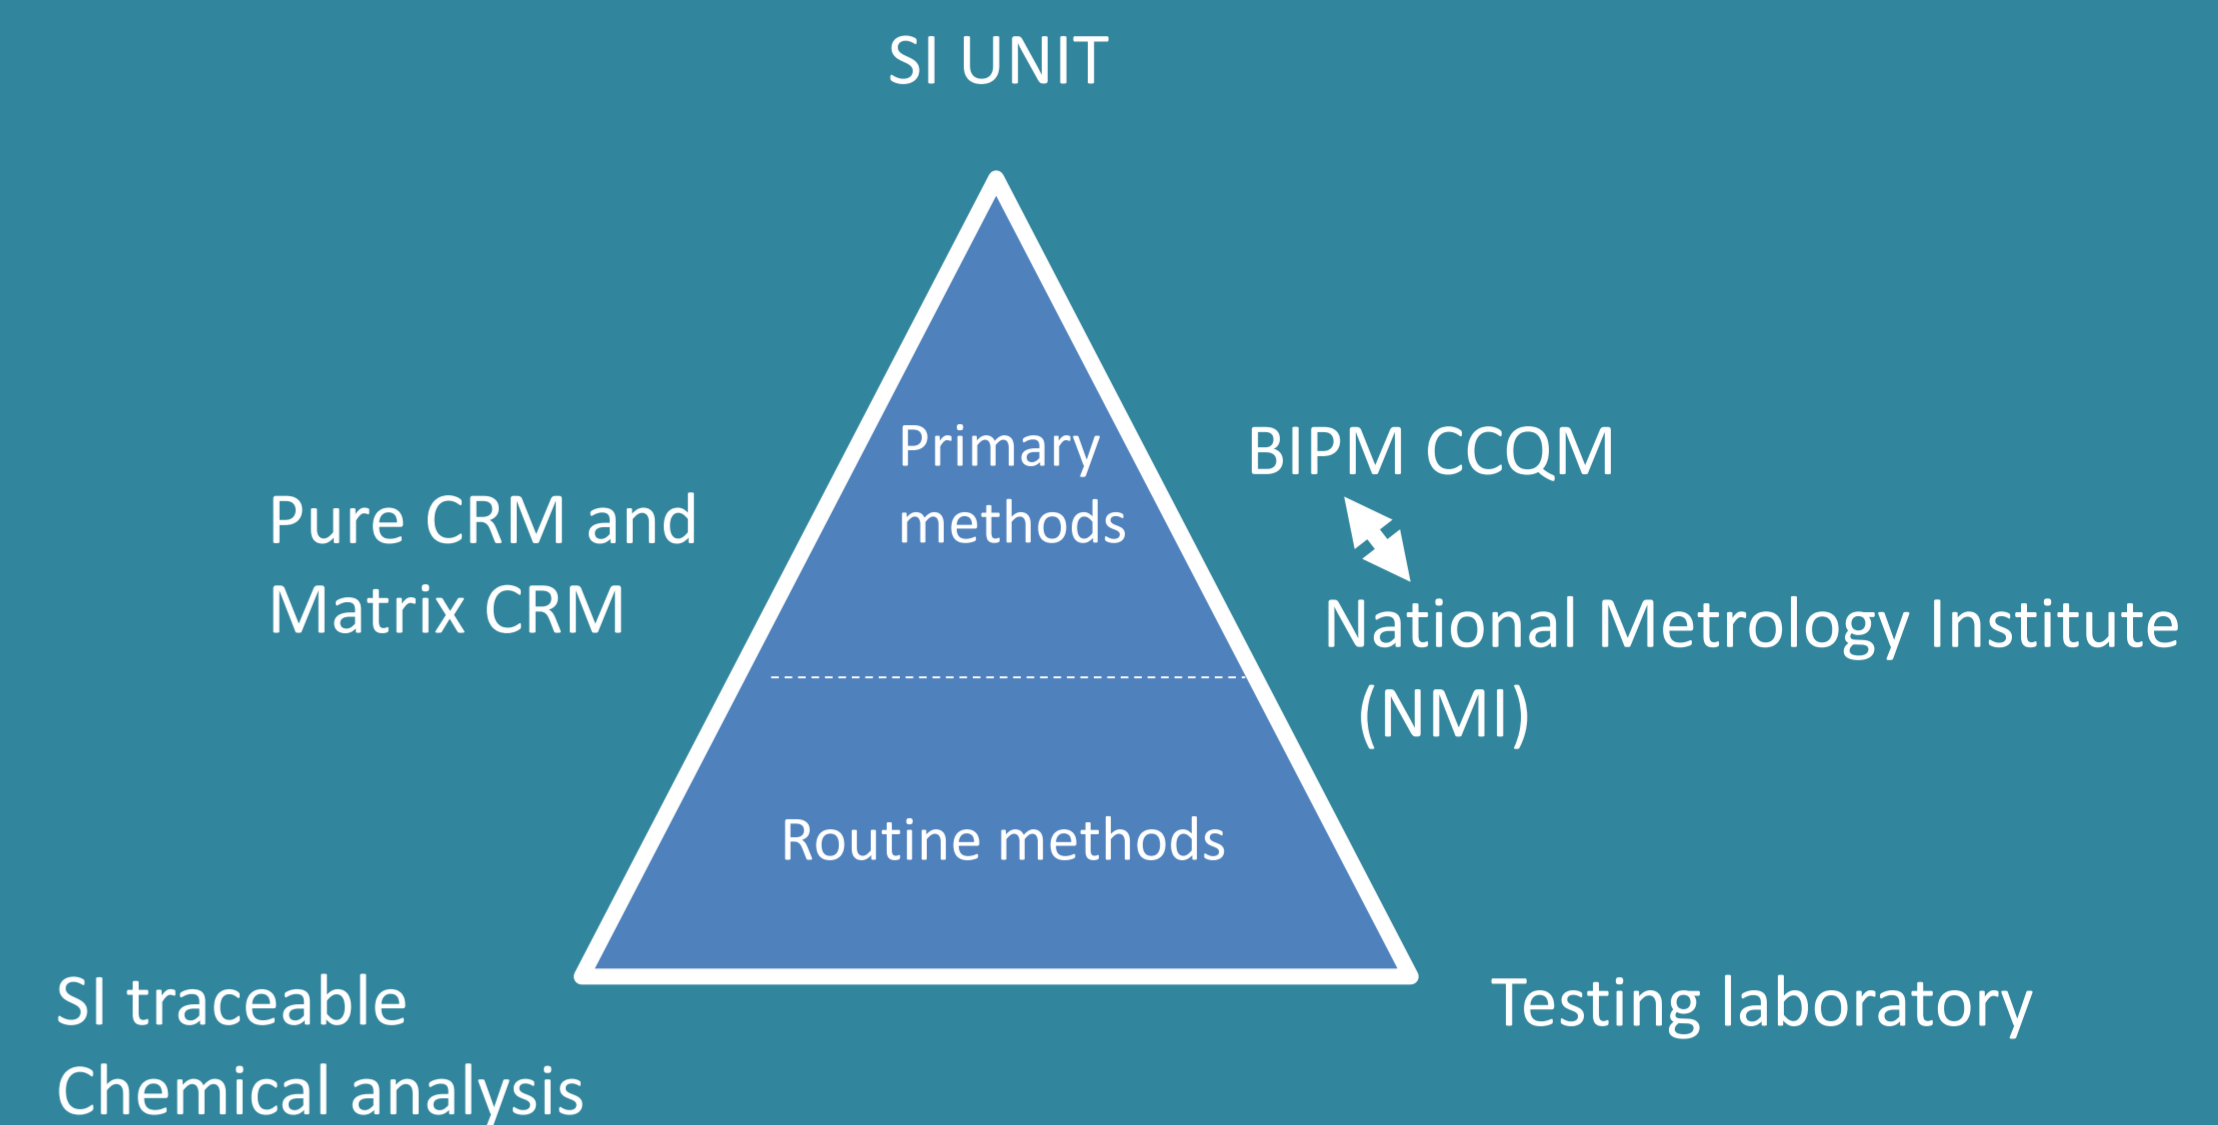 SI UNIT
Primary
methods
BIPM CCQM
Pure CRM and
Matrix CRM
National Metrology Institute
(NMI)
Routine methods
SI traceable
Chemical analysis
Testing laboratory